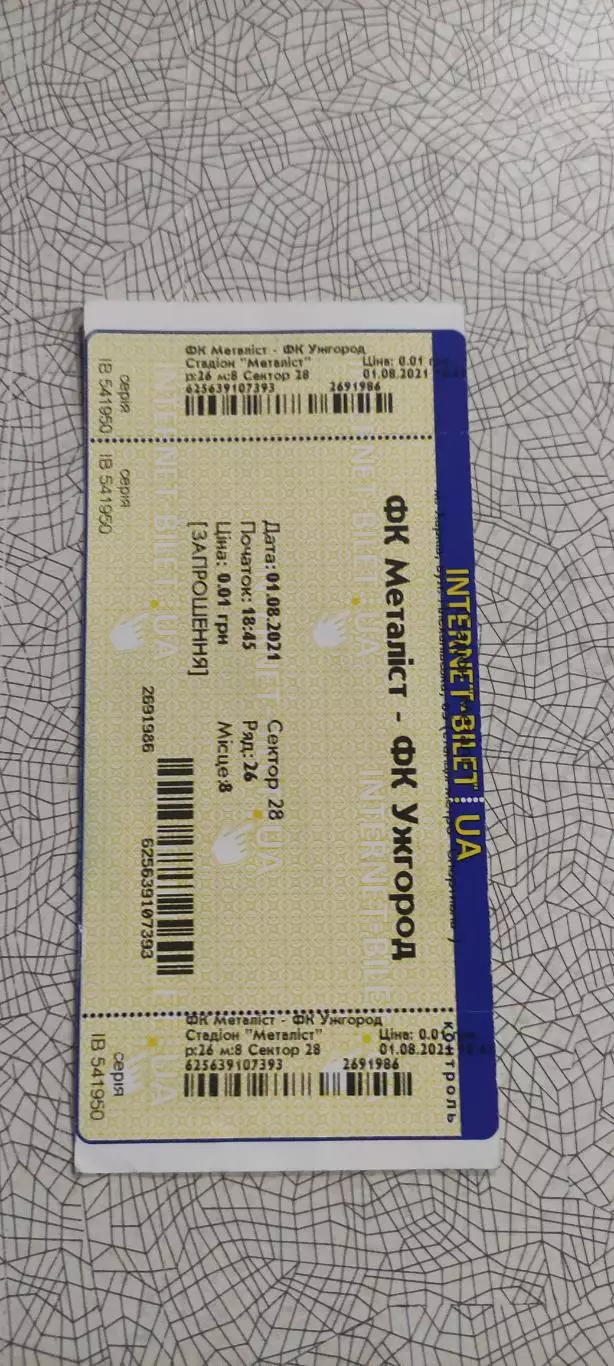 ФК Металіст - ФК Ужгород
Стадіон "Металіст" Ціна: 0.01 грн
р:26 м:8 Сектор 28 01.08.2021
625639107393 2691986
серія
ІВ 541950
серія
ІВ 541950
INTERNET-BILET UA
ФК Металіст - ФК Ужгород
Дата: 01.08.2021 Сектор 28
Початок: 18:45 Ряд: 26
Ціна: 0.01 грн Місце:8
[ЗАПРОШЕННЯ]
2691986 625639107393
контроль
ФК Металіст - ФК Ужгород
Стадіон "Металіст" Ціна: 0.01
р:26 м:8 Сектор 28 01.08.2021
625639107393 2691986
серія
ІВ 541950